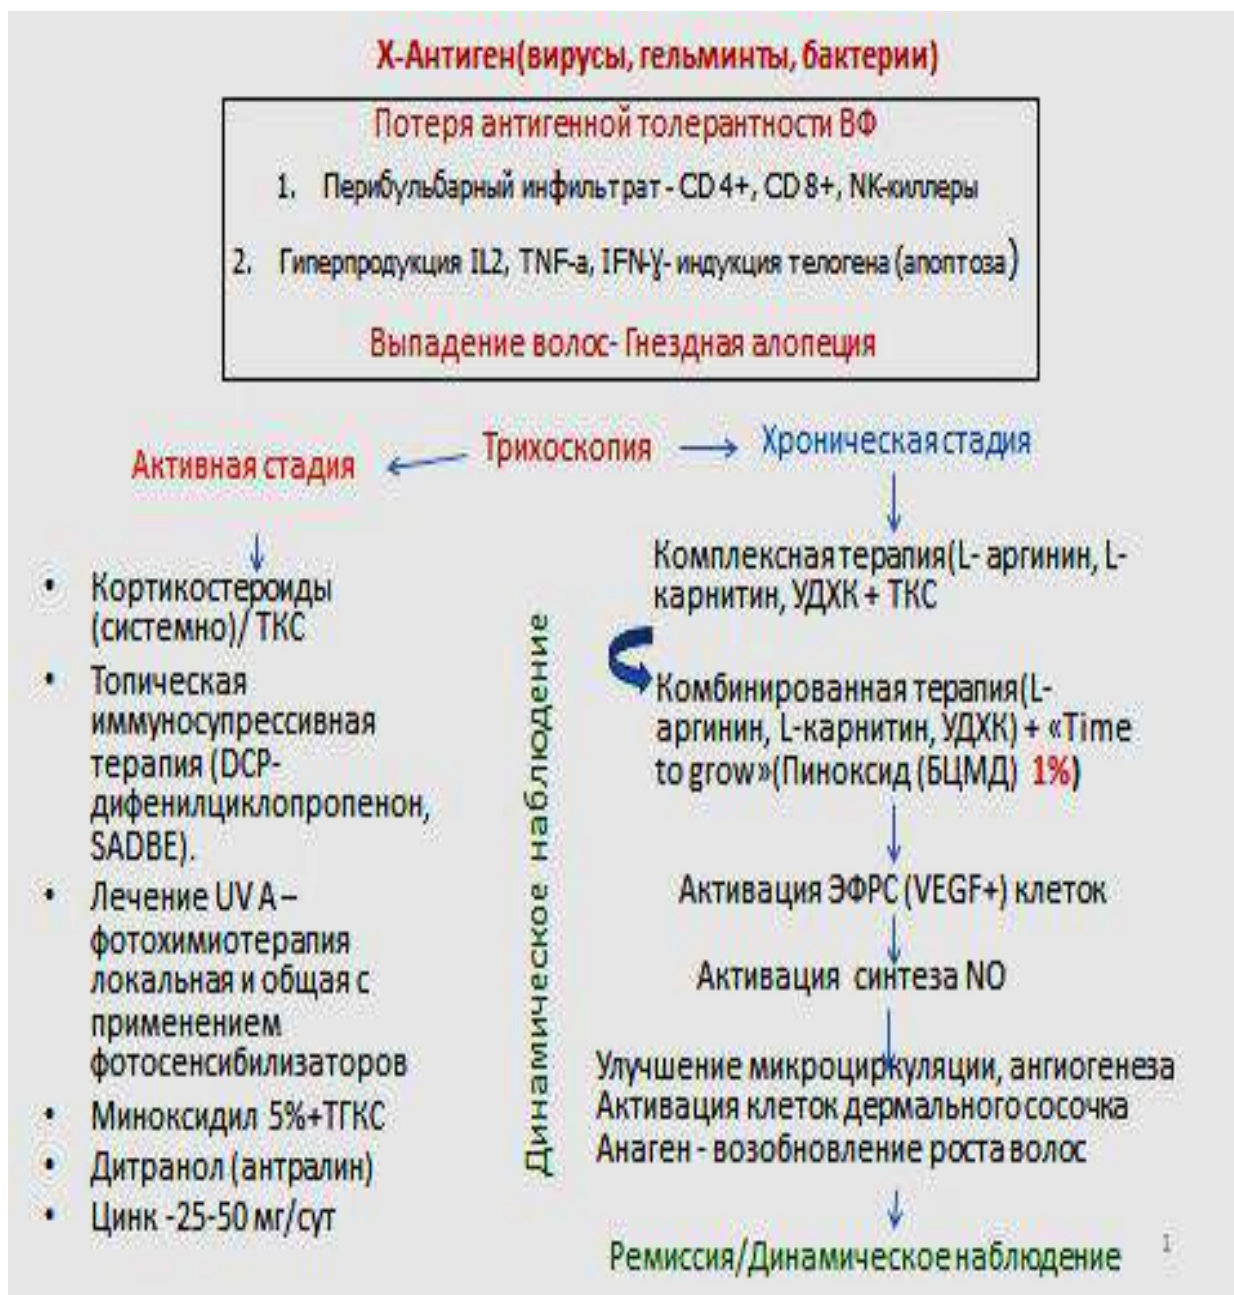 Х-Антиген(вирусы, гельминты, бактерии)
Потеря антигенной толерантности ВФ
1. Перибульбарный инфильтрат - CD 4+, CD 8+, NK-киллеры
2. Гиперпродукция IL2, TNF-a, IFN-Ɣ- индукция телогена (апоптоза)
Выпадение волос- Гнездная алопеция
Трихоскопия
Активная стадия
• Кортикостероиды
(системно)/ ТКС
• Топическая
иммуносупрессивная
терапия (DCP-
дифенилциклопропенон,
SADBE).
• Лечение UV A –
фотохимиотерапия
локальная и общая с
применением
фотосенсибилизаторов
• Миноксидил 5%+ТГКС
• Дитранол (антралин)
• Цинк -25-50 мг/сут
Динамическое наблюдение
Хроническая стадия
Комплексная терапия(L- аргинин, L-
карнитин, УДХК + ТКС
Комбинированная терапия(L-
аргинин, L-карнитин, УДХК) + «Time
to grow»(Пиноксид (БЦМД) 1%)
Активация ЭФРС (VEGF+) клеток
Активация синтеза NO
Улучшение микроциркуляции, ангиогенеза
Активация клеток дермального сосочка
Анаген - возобновление роста волос
Ремиссия/Динамическое наблюдение
1